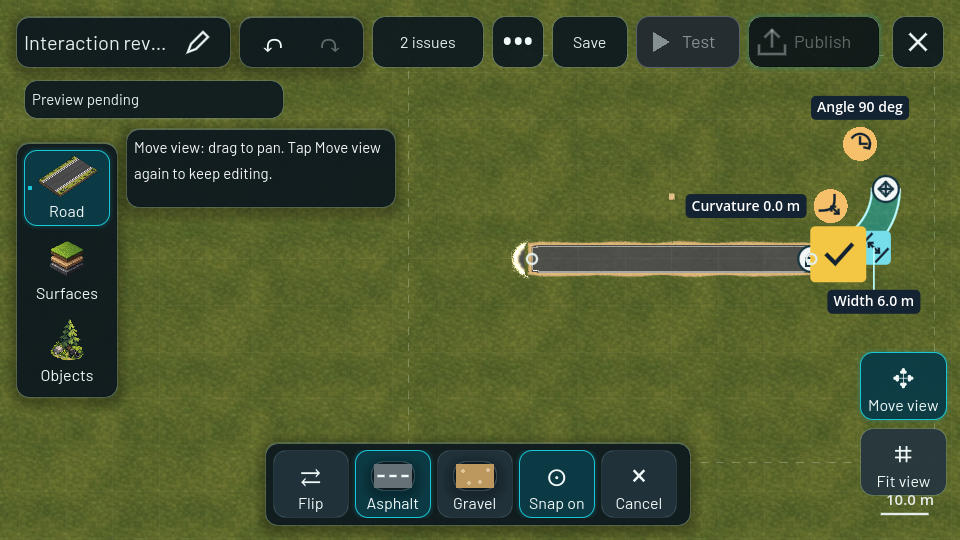 Interaction rev...
2 issues
Save
Test
Publish
Preview pending
Angle 90 deg
Move view: drag to pan. Tap Move view
again to keep editing.
Road
Curvature 0.0 m
Surfaces
Width 6.0 m
Objects
Move view
Fit view
10.0 m
Flip
Asphalt
Gravel
Snap on
Cancel